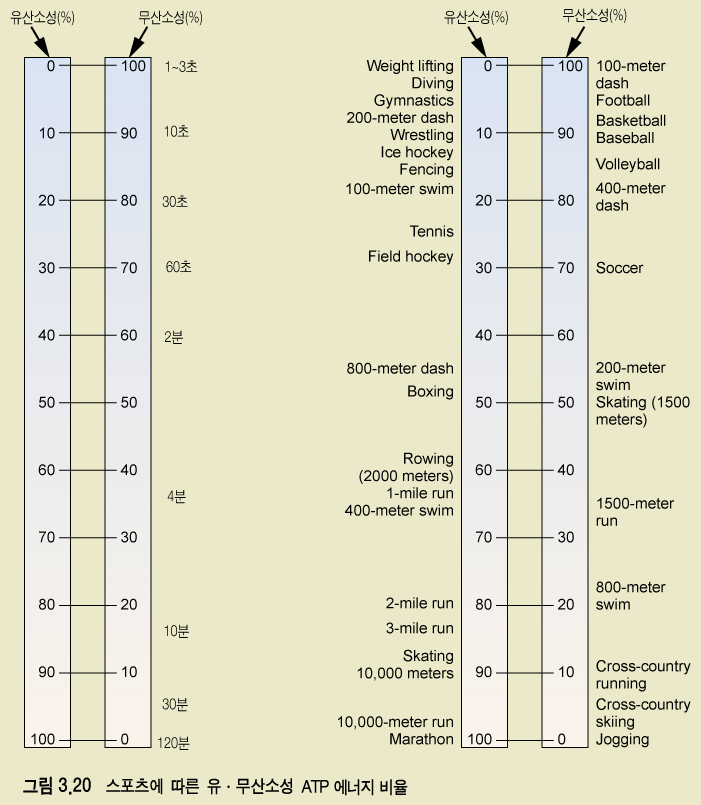 유산소성(%)
무산소성(%)
0
100
1~3초
10
90
10초
20
80
30초
30
70
60초
40
60
2분
50
50
60
40
4분
70
30
80
20
10분
90
10
30분
100
0
120분
유산소성(%)
무산소성(%)
Weight lifting
Diving
Gymnastics
200-meter dash
Wrestling
Ice hockey
Fencing
100-meter swim
Tennis
Field hockey
800-meter dash
Boxing
Rowing
(2000 meters)
1-mile run
400-meter swim
2-mile run
3-mile run
Skating
10,000 meters
10,000-meter run
Marathon
0
100
10
90
20
80
30
70
40
60
50
50
60
40
70
30
80
20
90
10
100
0
100-meter
dash
Football
Basketball
Baseball
Volleyball
400-meter
dash
Soccer
200-meter
swim
Skating (1500
meters)
1500-meter
run
800-meter
swim
Cross-country
running
Cross-country
skiing
Jogging
그림 3.20 스포츠에 따른 유 · 무산소성 ATP 에너지 비율